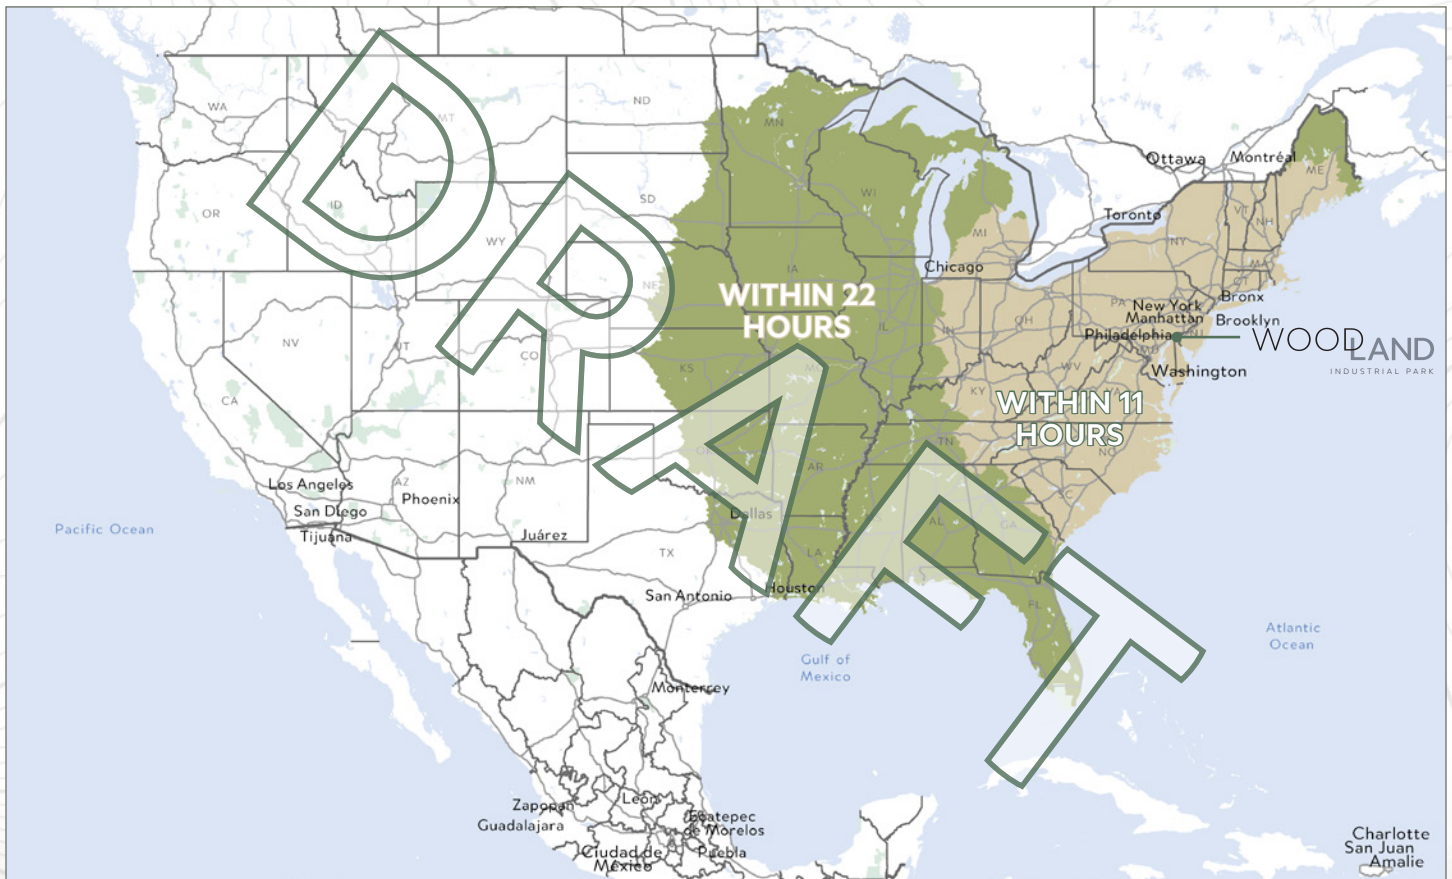 WA
MT
ND
MN
Ottawa
Montréal
ME
OR
ID
SD
WI
VT
NH
Toronto
WY
MI
NY
MA
Chicago
IA
NE
CT
WITHIN 22
HOURS
PA
New York
Bronx
Manhattan
Brooklyn
IL
IN
OH
NJ
Philadelphia
WOODLAND
INDUSTRIAL PARK
NV
UT
CO
KS
MO
MD
WV
Washington
CA
KY
VA
WITHIN 11
HOURS
TN
NC
OK
AR
AZ
NM
Los Angeles
Phoenix
San Diego
SC
Dallas
AL
GA
Pacific Ocean
Tijuana
Juárez
TX
LA
San Antonio
Houston
FL
Gulf of
Mexico
Atlantic
Ocean
Monterrey
Zapopan
León
Ecatepec
de Morelos
Guadalajara
Ciudad de
México
Puebla
Charlotte
San Juan
Amalie
DRAFT